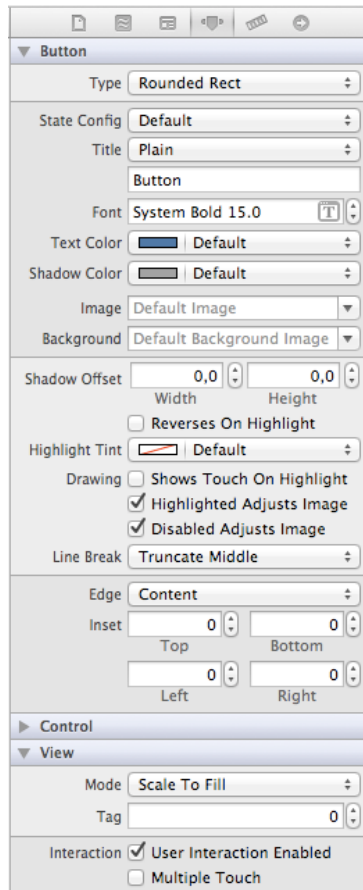 Button
Type Rounded Rect
State Config Default
Title Plain
Button
Font System Bold 15.0 T
Text Color Default
Shadow Color Default
Image Default Image
Background Default Background Image
Shadow Offset 0,0 0,0
Width Height
Reverses On Highlight
Highlight Tint Default
Drawing Shows Touch On Highlight
Highlighted Adjusts Image
Disabled Adjusts Image
Line Break Truncate Middle
Edge Content
Inset 0 0
Top Bottom
0 0
Left Right
Control
View
Mode Scale To Fill
Tag 0
Interaction User Interaction Enabled
Multiple Touch